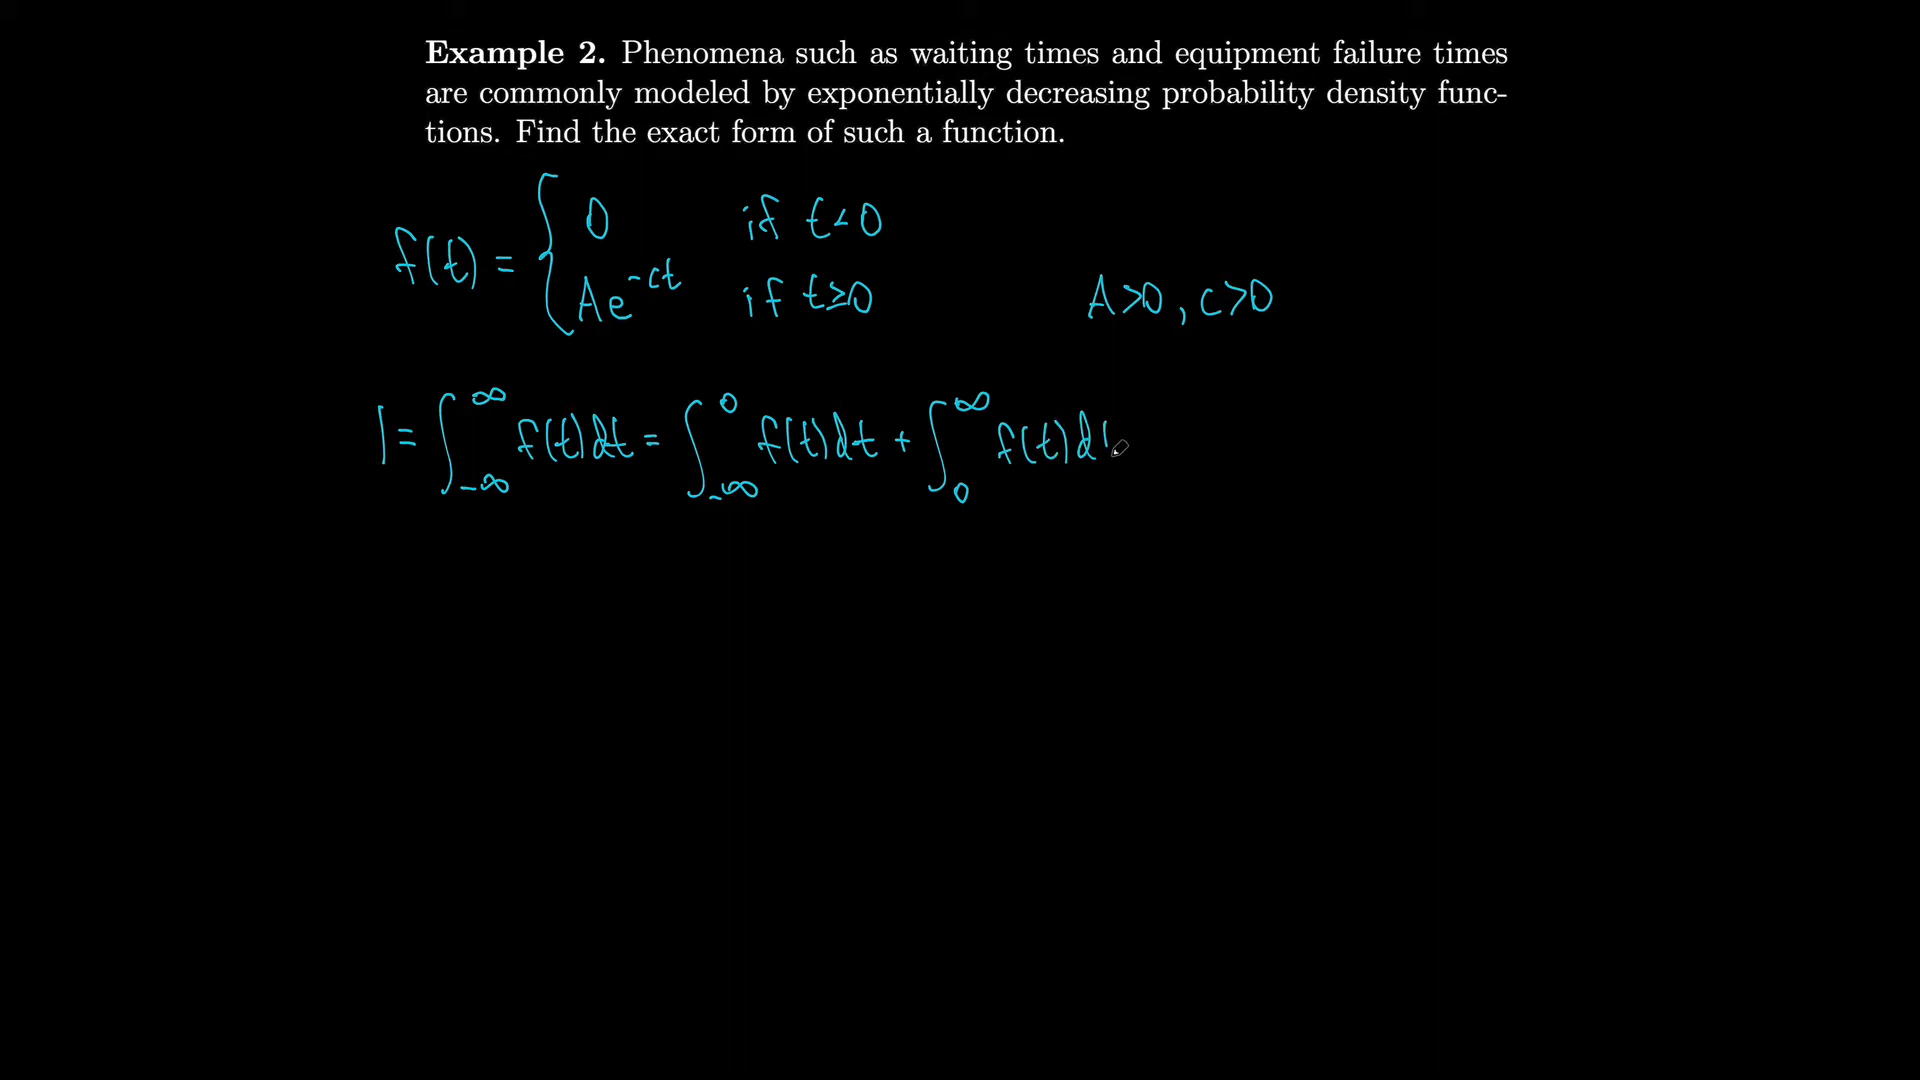 Example 2. Phenomena such as waiting times and equipment failure times
are commonly modeled by exponentially decreasing probability density func-
tions. Find the exact form of such a function.
f(t) = { 0 if t<0
Ae^{-ct} if t≥0 A>0, c>0
1 = ∫_{-∞}^{∞} f(t)dt = ∫_{-∞}^{0} f(t)dt + ∫_{0}^{∞} f(t)d